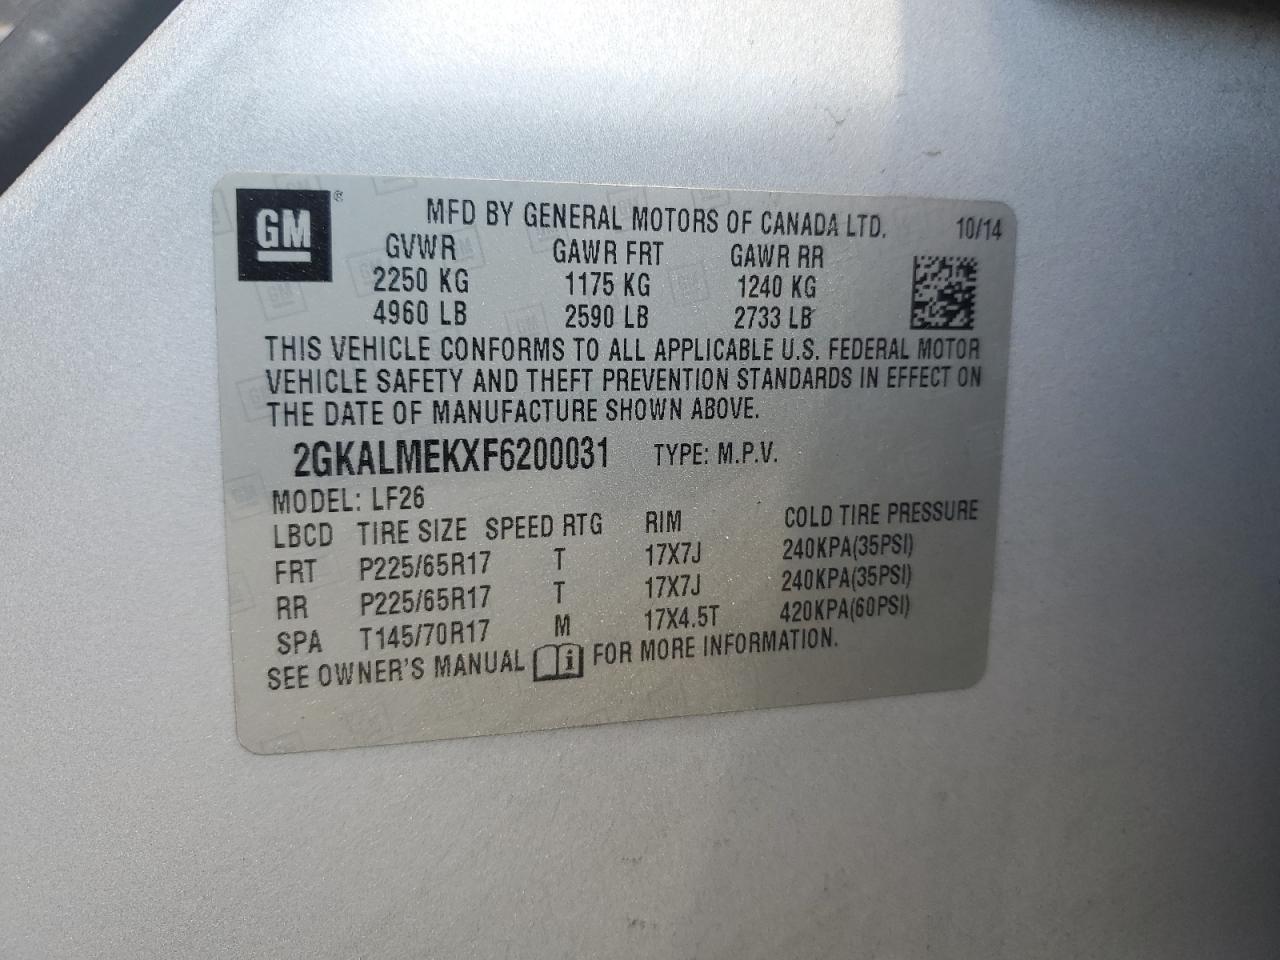 GM ®
MFD BY GENERAL MOTORS OF CANADA LTD. 10/14
GVWR GAWR FRT GAWR RR
2250 KG 1175 KG 1240 KG
4960 LB 2590 LB 2733 LB
THIS VEHICLE CONFORMS TO ALL APPLICABLE U.S. FEDERAL MOTOR
VEHICLE SAFETY AND THEFT PREVENTION STANDARDS IN EFFECT ON
THE DATE OF MANUFACTURE SHOWN ABOVE.
2GKALMEKXF6200031 TYPE: M.P.V.
MODEL: LF26
LBCD TIRE SIZE SPEED RTG RIM COLD TIRE PRESSURE
FRT P225/65R17 T 17X7J 240KPA(35PSI)
RR P225/65R17 T 17X7J 240KPA(35PSI)
SPA T145/70R17 M 17X4.5T 420KPA(60PSI)
SEE OWNER'S MANUAL i FOR MORE INFORMATION.